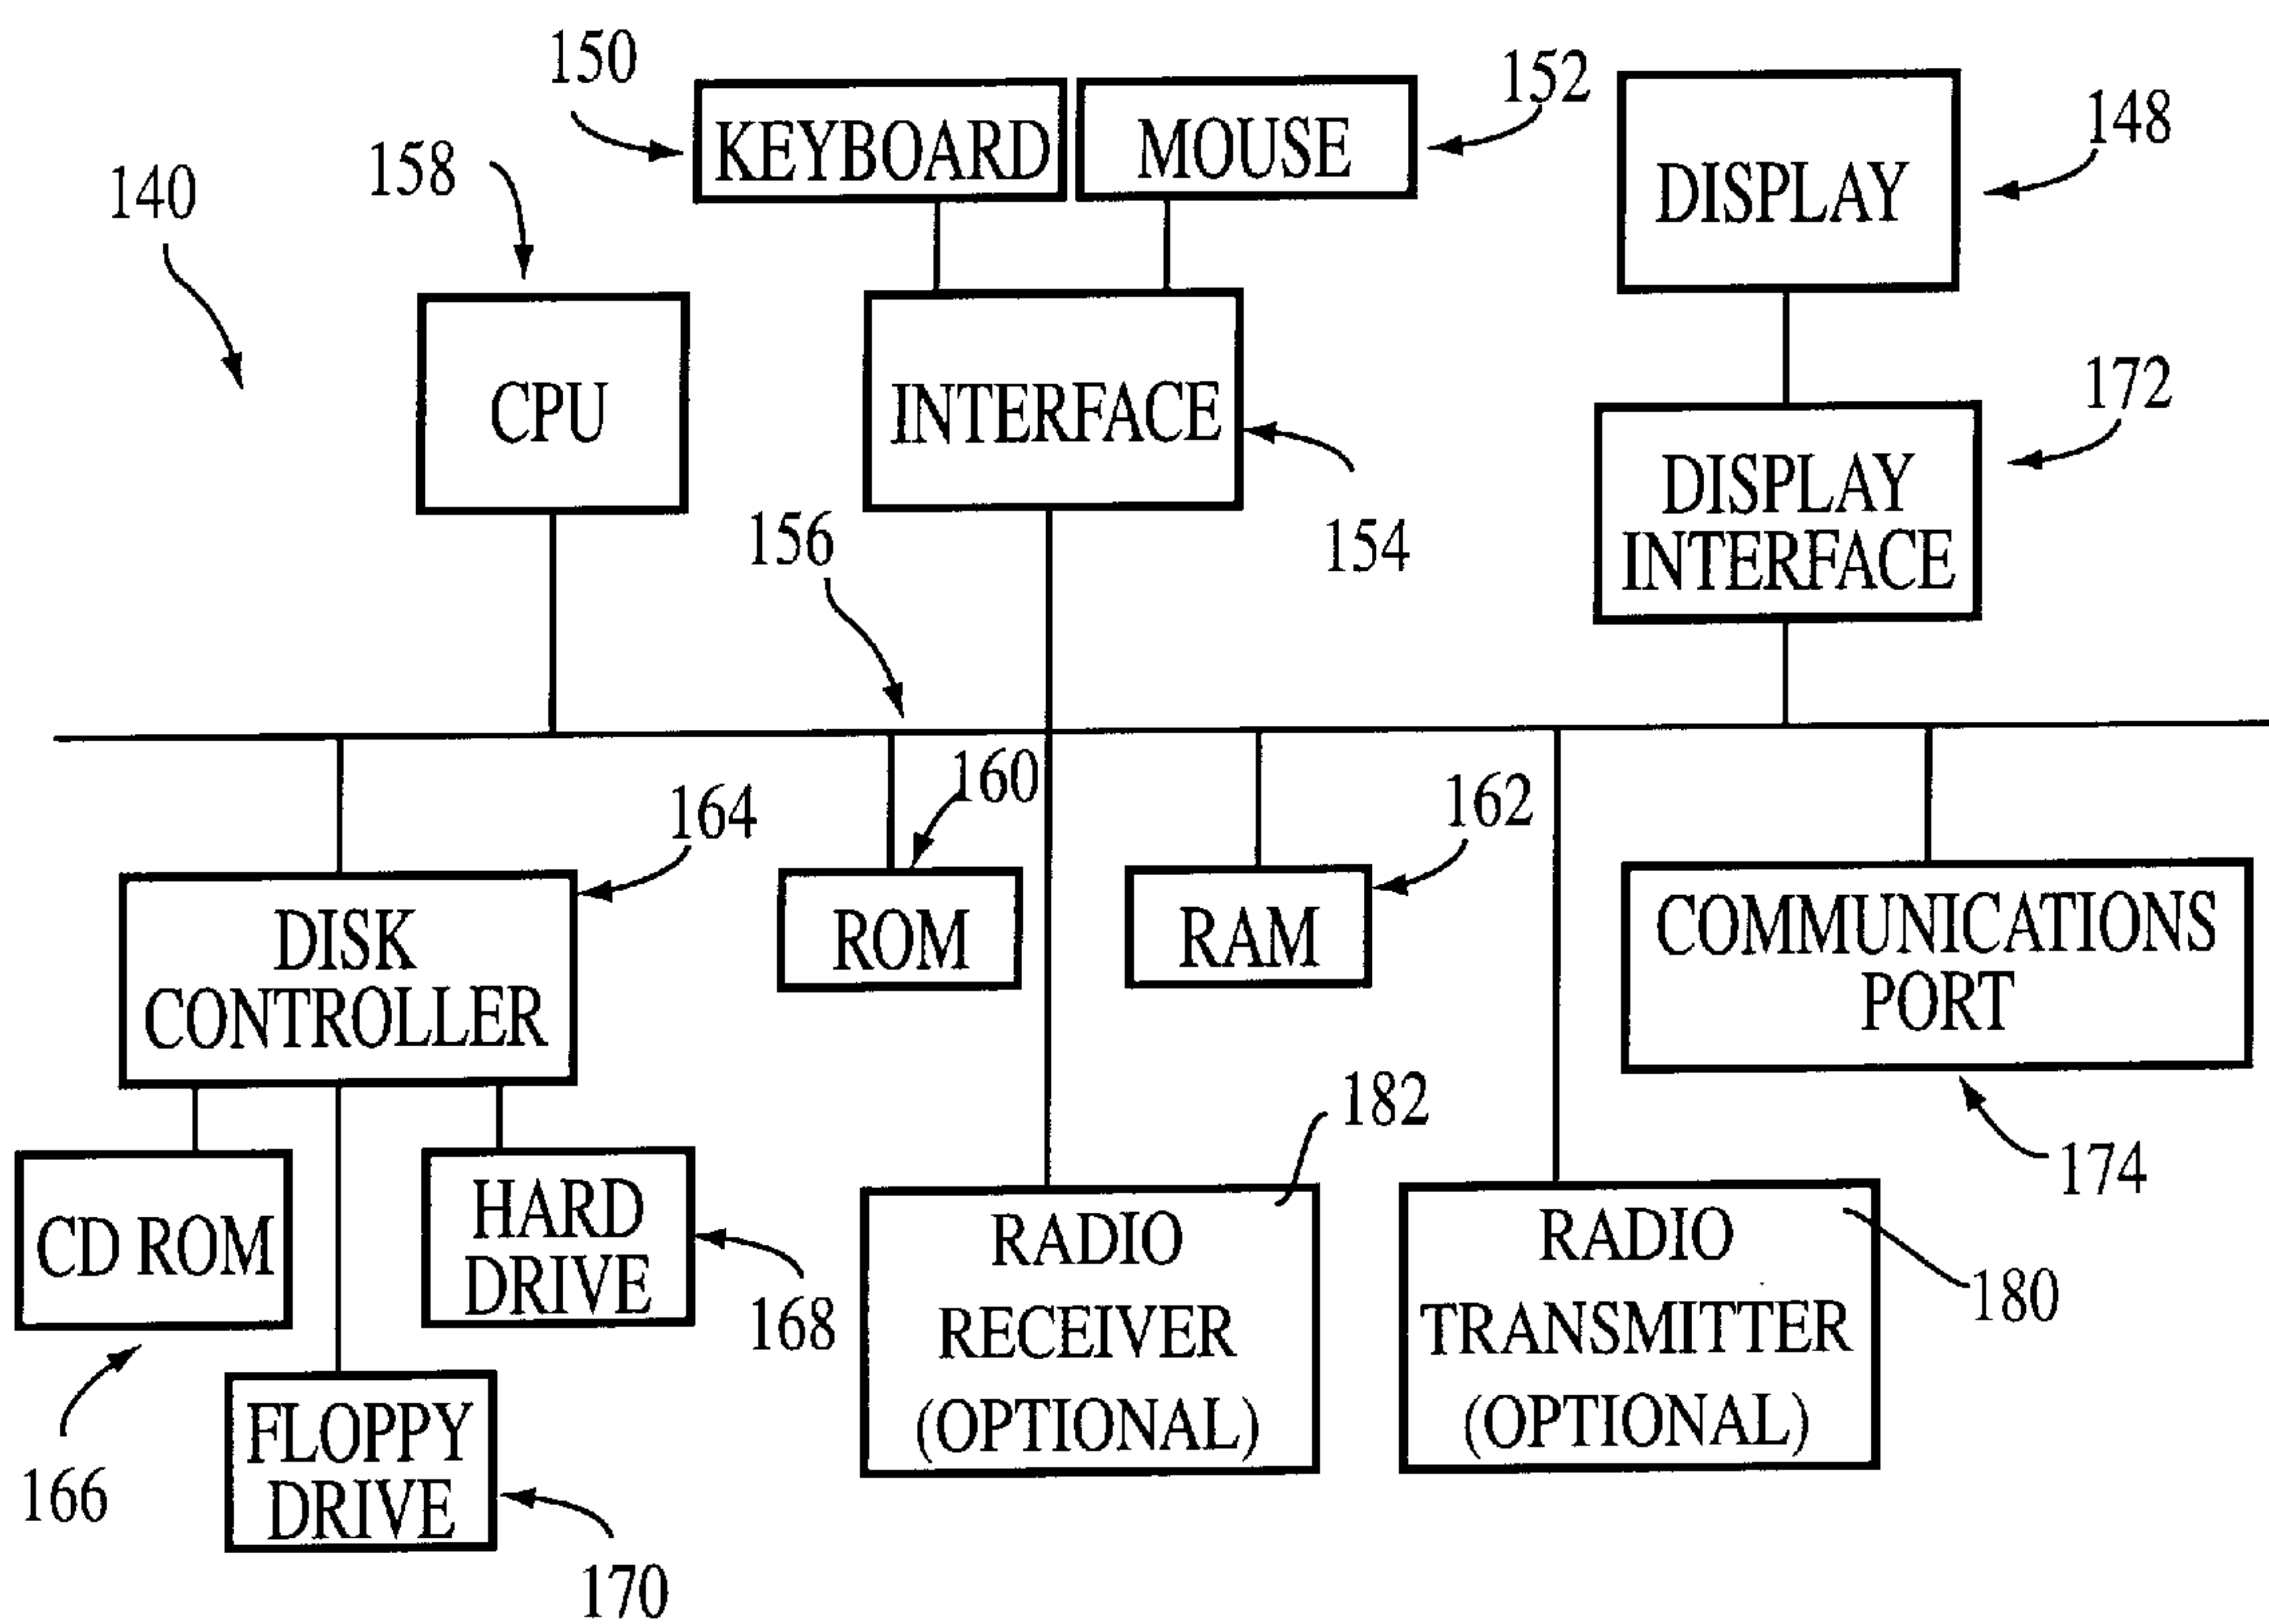 150
152
148
158
KEYBOARD
MOUSE
DISPLAY
140
172
CPU
INTERFACE
DISPLAY
INTERFACE
156
154
160
162
164
DISK
CONTROLLER
ROM
RAM
COMMUNICATIONS
PORT
182
174
CD ROM
HARD
DRIVE
168
RADIO
RECEIVER
(OPTIONAL)
RADIO
TRANSMITTER
(OPTIONAL)
180
166
FLOPPY
DRIVE
170